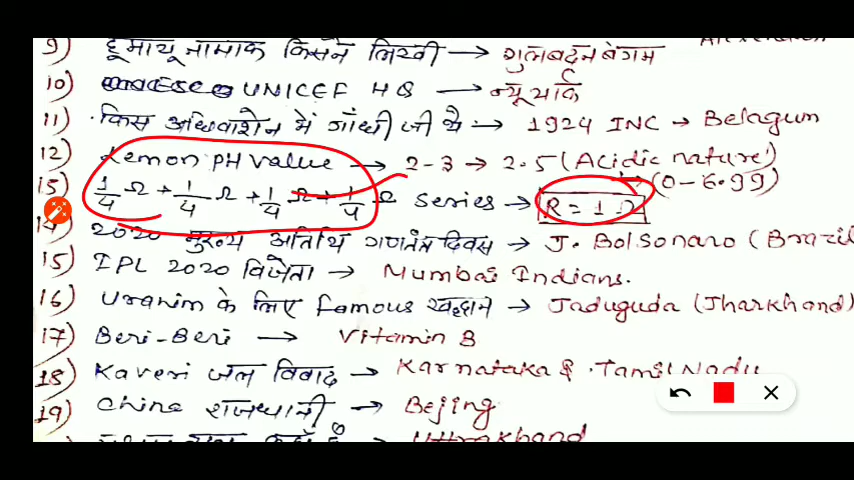 9) हुमायूनामा किसने लिखी → गुलबदन बेगम
10) UNICEF HQ → न्यूयार्क
11) किस अधिवेशन में गाँधी जी थे → 1924 INC → Belagum
12) Lemon PH value → 2-3 → 2.5 (Acidic nature)
→ (0-6.99)
13) 1/4 Ω + 1/4 Ω + 1/4 Ω + 1/4 Ω series → R = 1 Ω
14) 2020 मुख्य अतिथि गणतंत्र दिवस → J. Bolsonaro (Brazil
15) IPL 2020 विजेता → Mumbai Indians.
16) Uranim के लिए famous खदान → Jaduguda (Jharkhand)
17) Beri-Beri → Vitamin B
18) Kaveri जल विवाद → Karnataka & Tamil Nadu
19) China राजधानी → Bejing
→ Uttrakhand